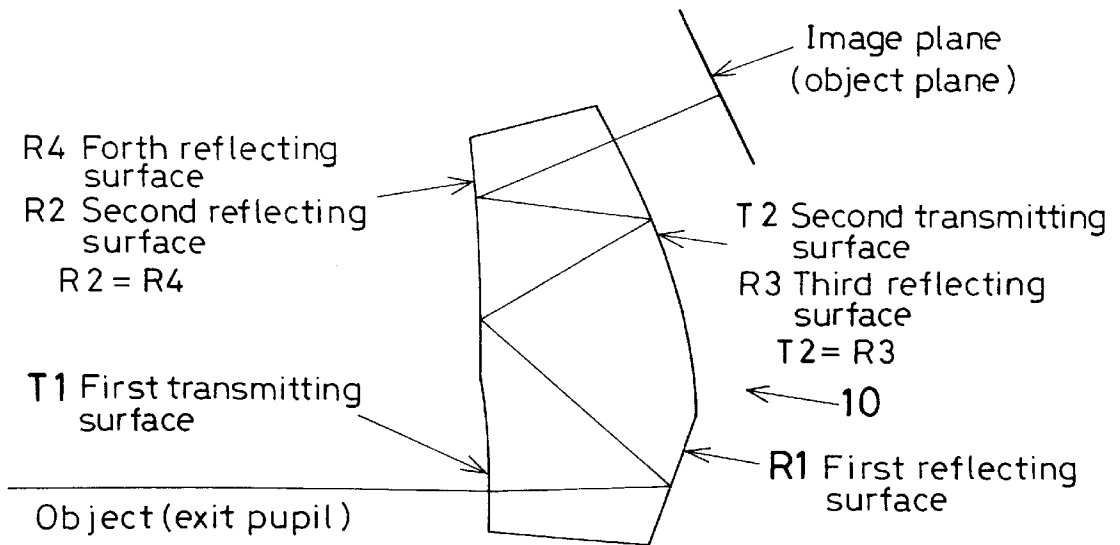 Image plane
(object plane)
R4 Forth reflecting
surface
R2 Second reflecting
surface
R2 = R4
T2 Second transmitting
surface
R3 Third reflecting
surface
T2 = R3
T1 First transmitting
surface
10
R1 First reflecting
surface
Object (exit pupil)